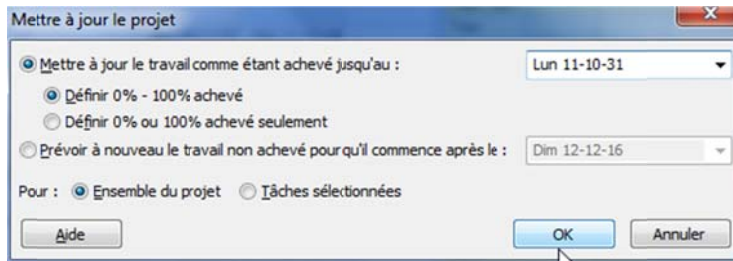 Mettre à jour le projet
Mettre à jour le travail comme étant achevé jusqu'au : Lun 11-10-31
Définir 0% - 100% achevé
Définir 0% ou 100% achevé seulement
Prévoir à nouveau le travail non achevé pour qu'il commence après le : Dim 12-12-16
Pour : Ensemble du projet Tâches sélectionnées
Aide OK Annuler